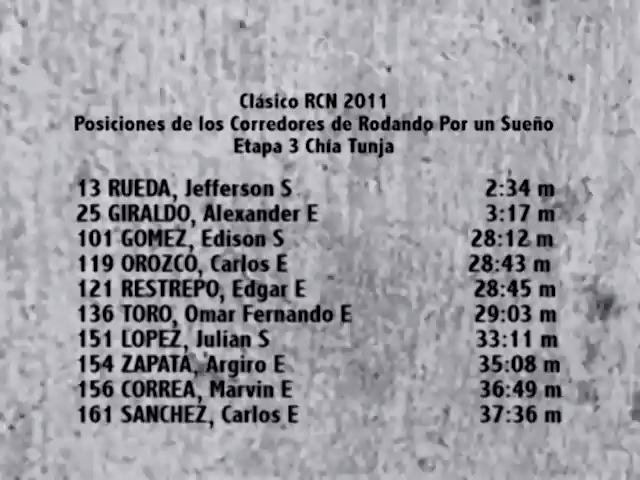 Clásico RCN 2011
Posiciones de los Corredores de Rodando Por un Sueño
Etapa 3 Chía Tunja
13 RUEDA, Jefferson S 2:34 m
25 GIRALDO, Alexander E 3:17 m
101 GOMEZ, Edison S 28:12 m
119 OROZCO, Carlos E 28:43 m
121 RESTREPO, Edgar E 28:45 m
136 TORO, Omar Fernando E 29:03 m
151 LOPEZ, Julian S 33:11 m
154 ZAPATA, Argiro E 35:08 m
156 CORREA, Marvin E 36:49 m
161 SANCHEZ, Carlos E 37:36 m